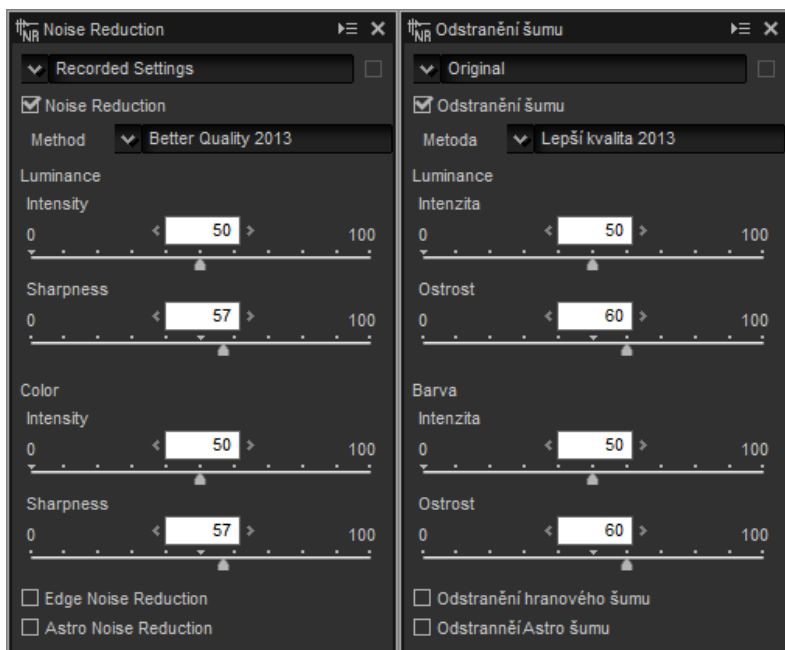 NR Noise Reduction
Recorded Settings
Noise Reduction
Method Better Quality 2013
Luminance
Intensity
0 50 100
Sharpness
0 57 100
Color
Intensity
0 50 100
Sharpness
0 57 100
Edge Noise Reduction
Astro Noise Reduction
NR Odstranění šumu
Original
Odstranění šumu
Metoda Lepší kvalita 2013
Luminance
Intenzita
0 50 100
Ostrost
0 60 100
Barva
Intenzita
0 50 100
Ostrost
0 60 100
Odstranění hranového šumu
Odstranněí Astro šumu